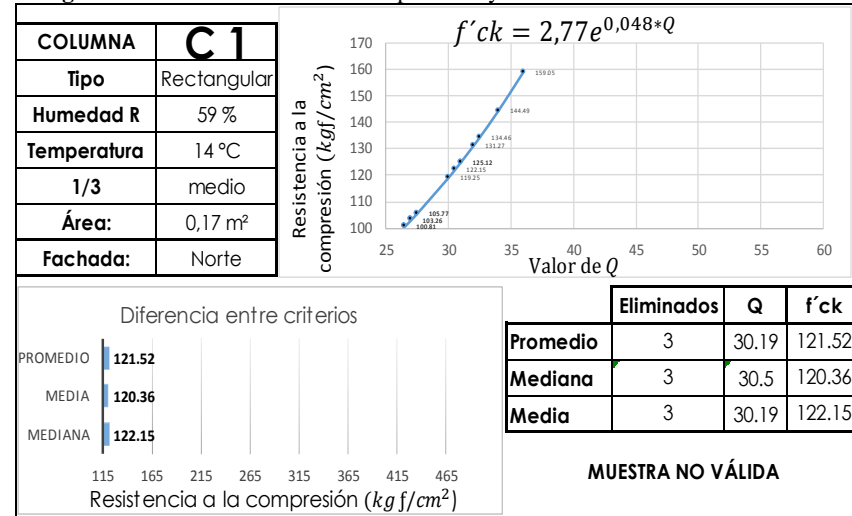 COLUMNA C 1
Tipo Rectangular
Humedad R 59 %
Temperatura 14 °C
1/3 medio
Área: 0,17 m²
Fachada: Norte
f´ck = 2,77e^0,048*Q
Resistencia a la
compresión (kgf/cm²)
170
160
150
140
130
120
110
100
159.05
144.49
134.46
131.27
125.12
122.15
119.25
105.77
103.26
100.81
25 30 35 40 45 50 55 60
Valor de Q
Diferencia entre criterios
PROMEDIO 121.52
MEDIA 120.36
MEDIANA 122.15
115 165 215 265 315 365 415 465
Resistencia a la compresión (kg f/cm²)
Eliminados Q f´ck
Promedio 3 30.19 121.52
Mediana 3 30.5 120.36
Media 3 30.19 122.15
MUESTRA NO VÁLIDA